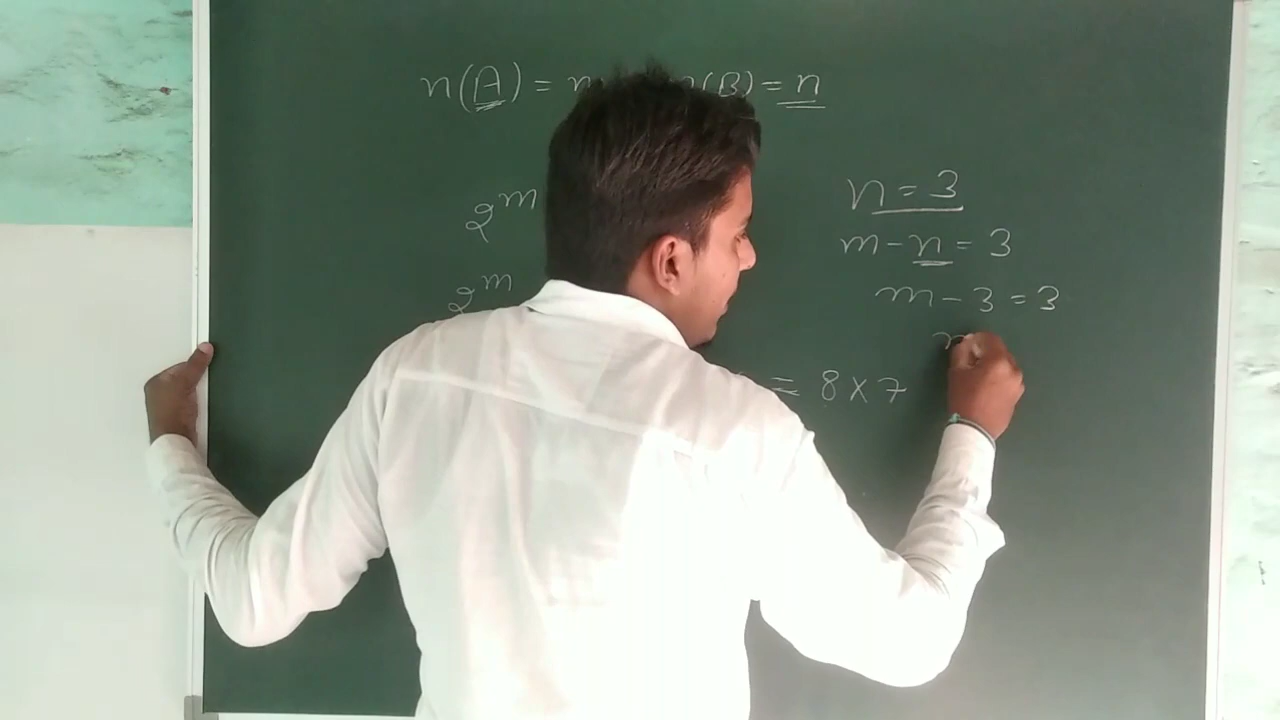 n(A) = n(B) = n
2^m
n = 3
m - n = 3
2^m
m - 3 = 3
= 8 x 7